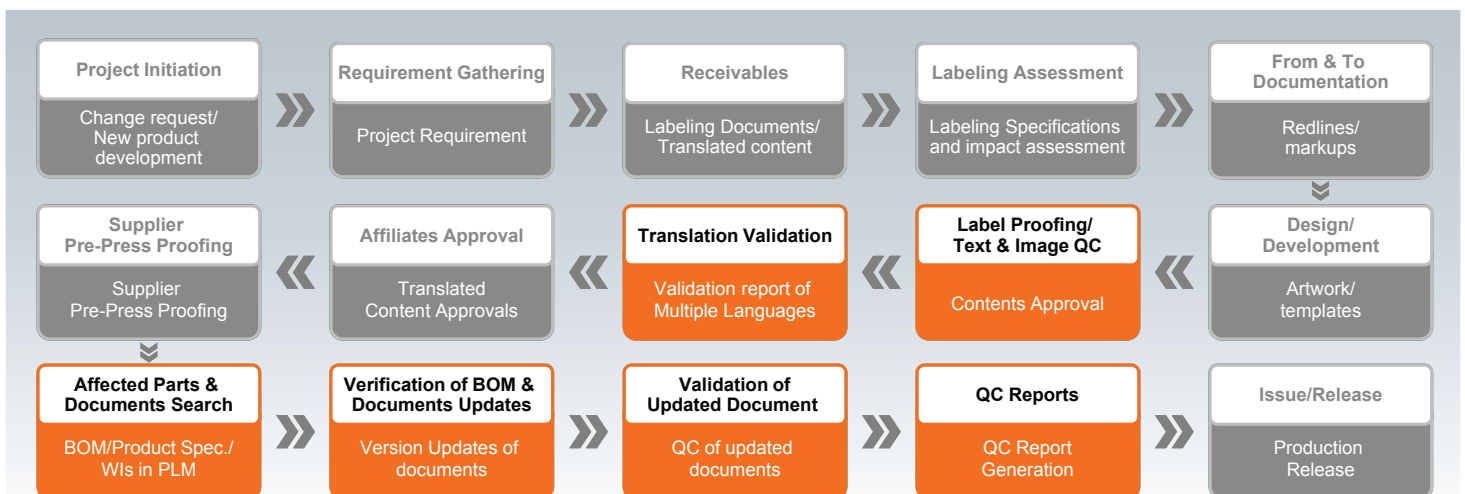 Project Initiation
Change request/
New product
development
Requirement Gathering
Project Requirement
Receivables
Labeling Documents/
Translated content
Labeling Assessment
Labeling Specifications
and impact assessment
From & To
Documentation
Redlines/
markups
Supplier
Pre-Press Proofing
Supplier
Pre-Press Proofing
Affiliates Approval
Translated
Content Approvals
Translation Validation
Validation report of
Multiple Languages
Label Proofing/
Text & Image QC
Contents Approval
Design/
Development
Artwork/
templates
Affected Parts &
Documents Search
BOM/Product Spec./
WIs in PLM
Verification of BOM &
Documents Updates
Version Updates of
documents
Validation of
Updated Document
QC of updated
documents
QC Reports
QC Report
Generation
Issue/Release
Production
Release